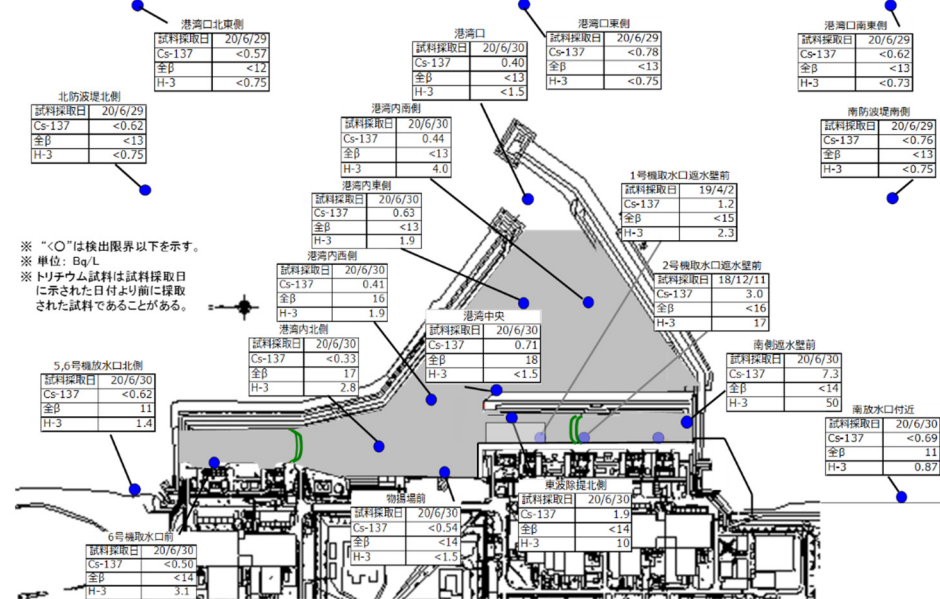 港湾口北東側
試料採取日 20/6/29
Cs-137 <0.57
全β <12
H-3 <0.75
港湾口
試料採取日 20/6/30
Cs-137 0.40
全β <13
H-3 <1.5
港湾口東側
試料採取日 20/6/29
Cs-137 <0.78
全β <13
H-3 <0.75
港湾口南東側
試料採取日 20/6/29
Cs-137 <0.62
全β <13
H-3 <0.73
北防波堤北側
試料採取日 20/6/29
Cs-137 <0.62
全β <13
H-3 <0.75
港湾内南側
試料採取日 20/6/30
Cs-137 0.44
全β <13
H-3 4.0
南防波堤南側
試料採取日 20/6/29
Cs-137 <0.76
全β <13
H-3 <0.75
港湾内東側
試料採取日 20/6/30
Cs-137 0.63
全β <13
H-3 1.9
1号機取水口遮水壁前
試料採取日 19/4/2
Cs-137 1.2
全β <15
H-3 2.3
※ “<○”は検出限界以下を示す。
※ 単位: Bq/L
※ トリチウム試料は試料採取日
に示された日付より前に採取
された試料であることがある。
港湾内西側
試料採取日 20/6/30
Cs-137 0.41
全β 16
H-3 1.9
2号機取水口遮水壁前
試料採取日 18/12/11
Cs-137 3.0
全β <16
H-3 17
港湾内北側
試料採取日 20/6/30
Cs-137 <0.33
全β 17
H-3 2.8
港湾中央
試料採取日 20/6/30
Cs-137 0.71
全β 18
H-3 <1.5
南側遮水壁前
試料採取日 20/6/30
Cs-137 7.3
全β <14
H-3 50
5,6号機放水口北側
試料採取日 20/6/30
Cs-137 <0.62
全β 11
H-3 1.4
南放水口付近
試料採取日 20/6/30
Cs-137 <0.69
全β 11
H-3 0.87
物揚場前
試料採取日 20/6/30
Cs-137 <0.54
全β <14
H-3 <1.5
東波除堤北側
試料採取日 20/6/30
Cs-137 1.9
全β <14
H-3 10
6号機取水口前
試料採取日 20/6/30
Cs-137 <0.50
全β <14
H-3 3.1